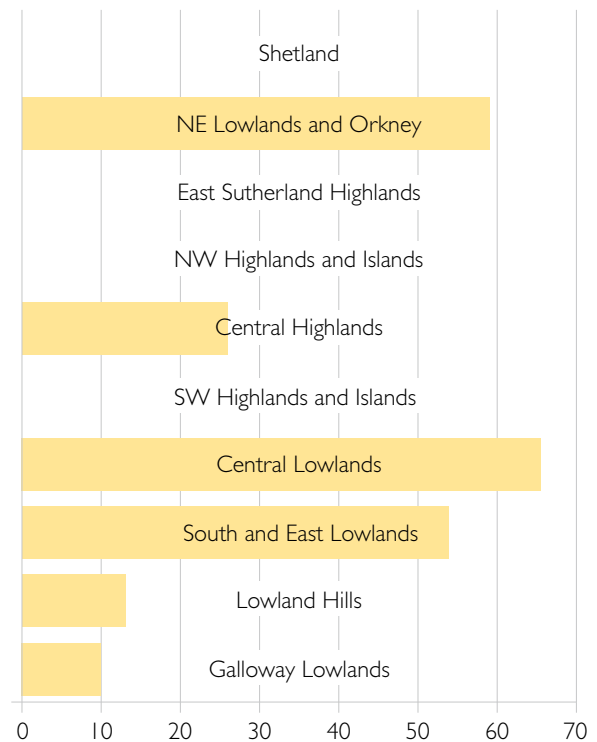 Shetland
NE Lowlands and Orkney
East Sutherland Highlands
NW Highlands and Islands
Central Highlands
SW Highlands and Islands
Central Lowlands
South and East Lowlands
Lowland Hills
Galloway Lowlands
0 10 20 30 40 50 60 70